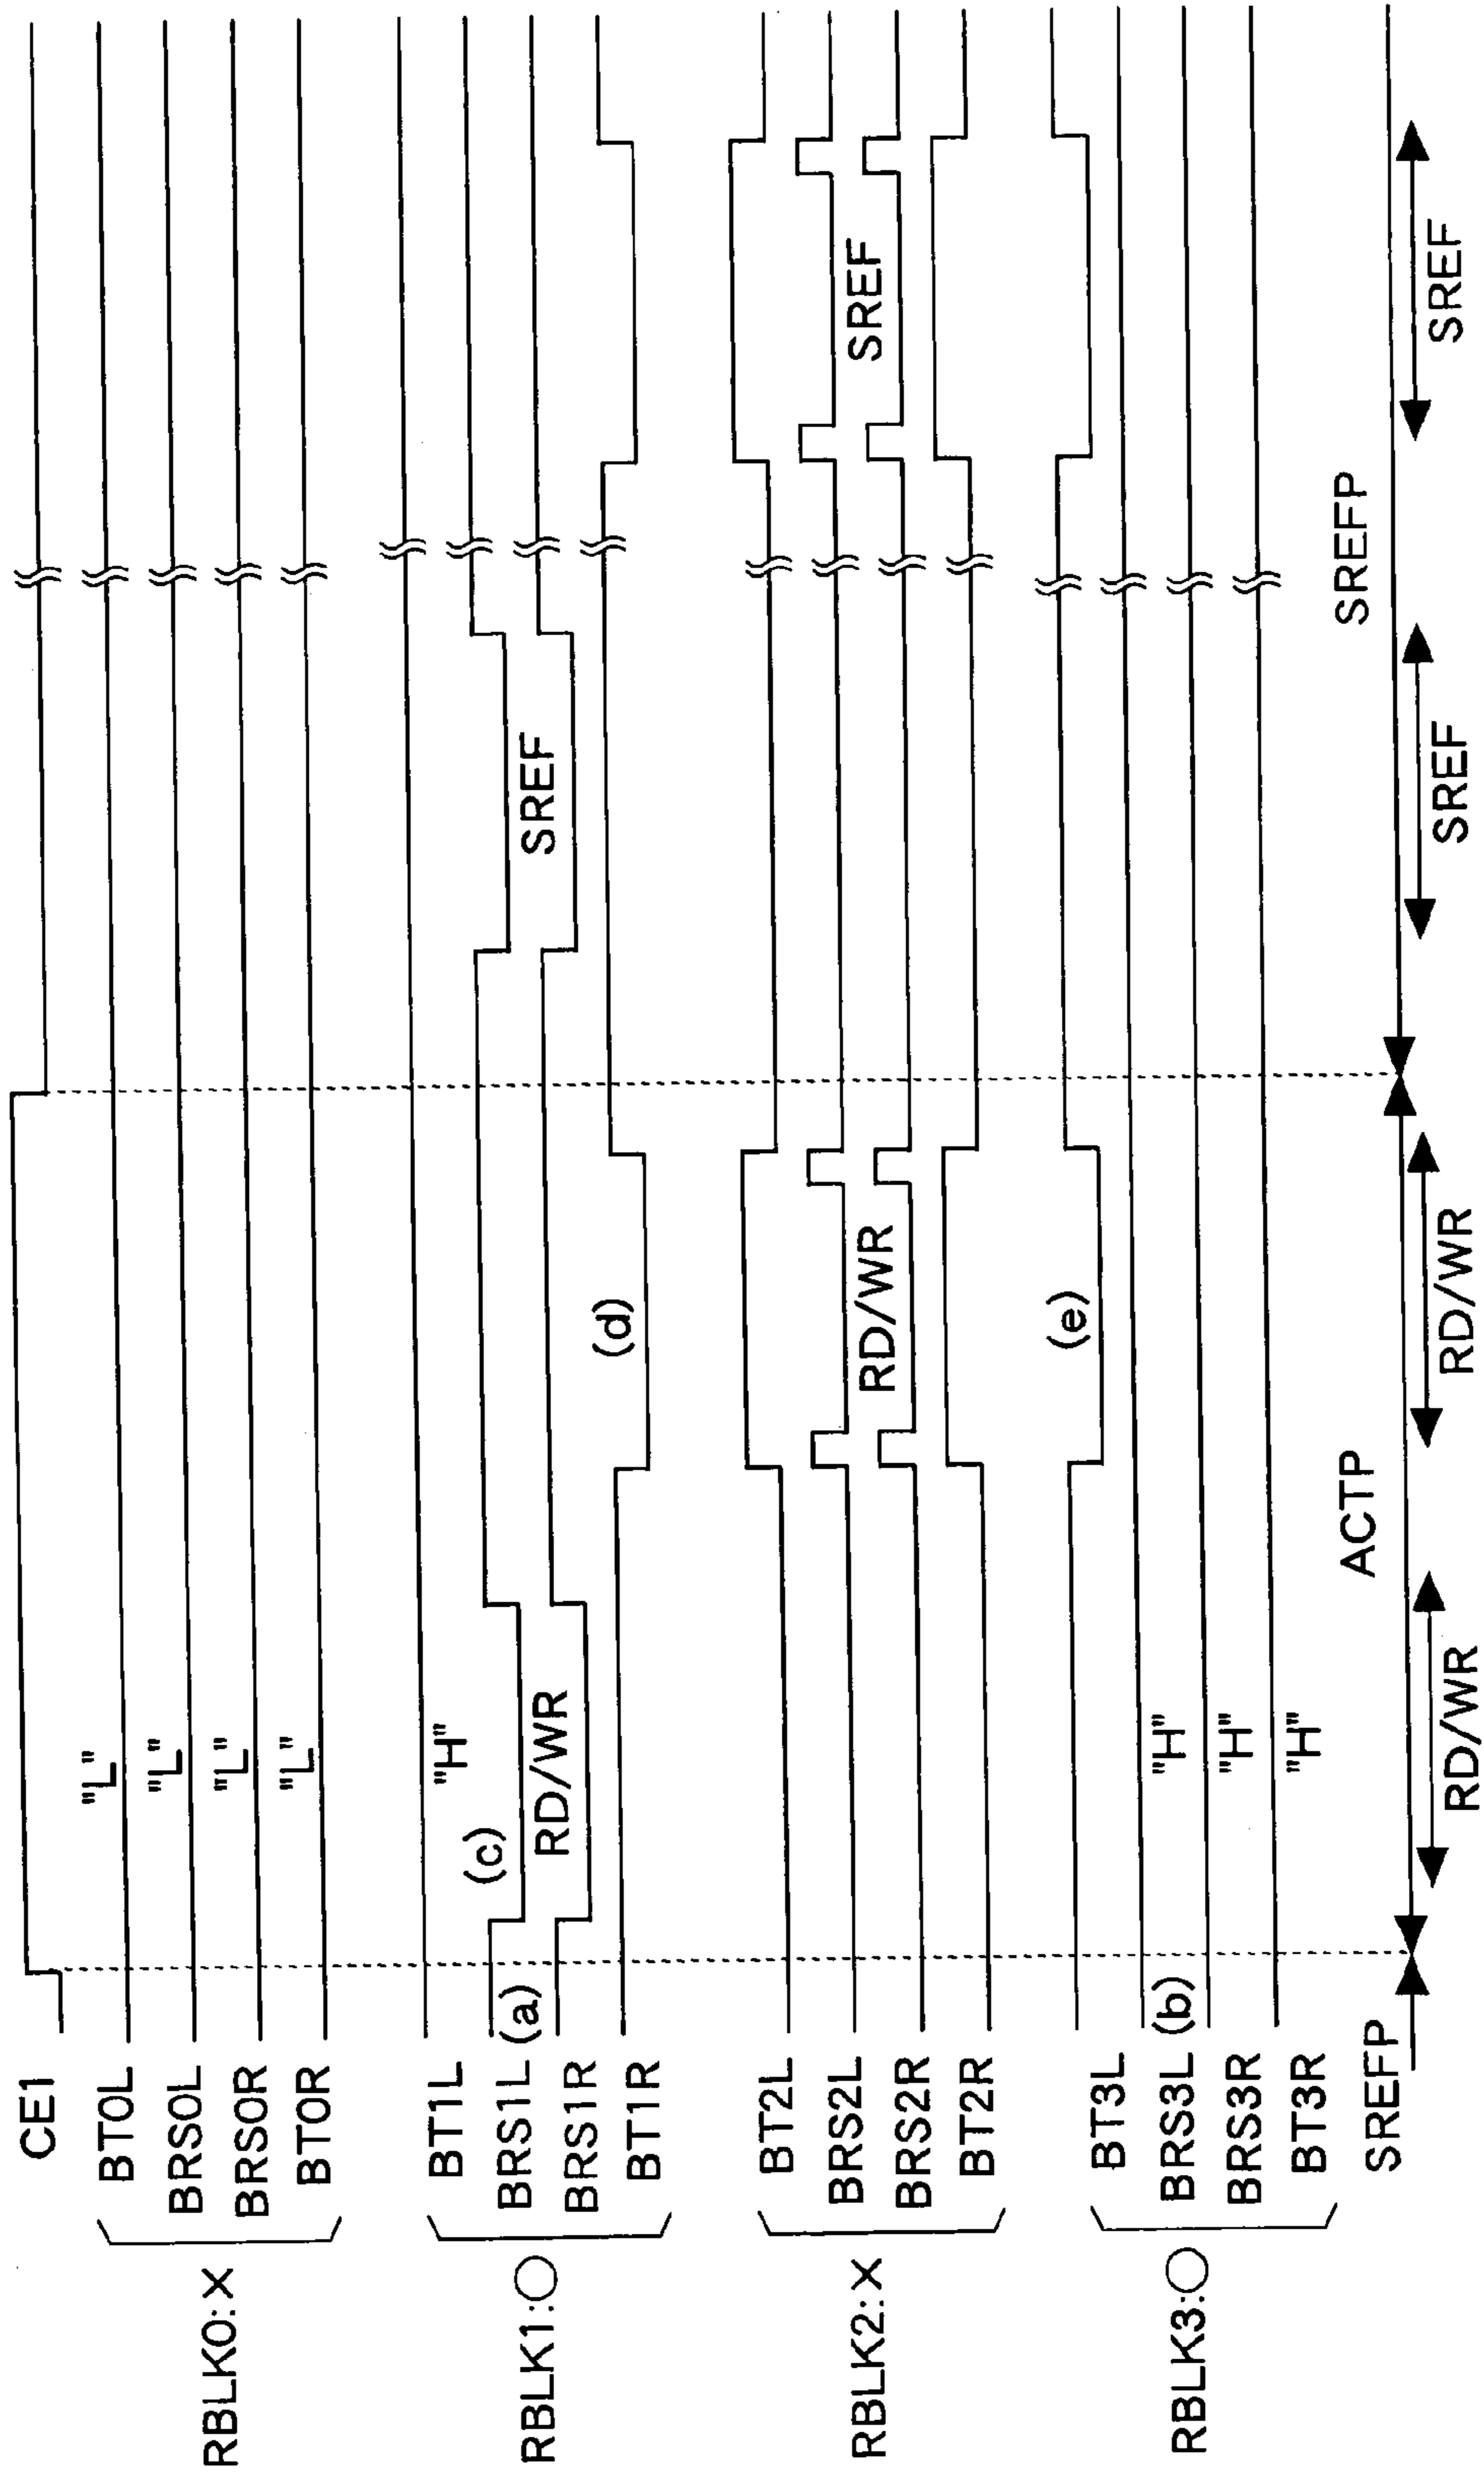 CE1
RBLK0:×
BT0L "L"
BRS0L "L"
BRS0R "L"
BT0R "L"
RBLK1:○
BT1L "H"
BRS1L (a) (c)
RD/WR SREF
BRS1R
BT1R (d)
RBLK2:×
BT2L
BRS2L
RD/WR SREF
BRS2R
BT2R
RBLK3:○
BT3L (e)
BRS3L (b) "H"
BRS3R "H"
BT3R "H"
SREFP ACTP SREFP
RD/WR RD/WR SREF SREF